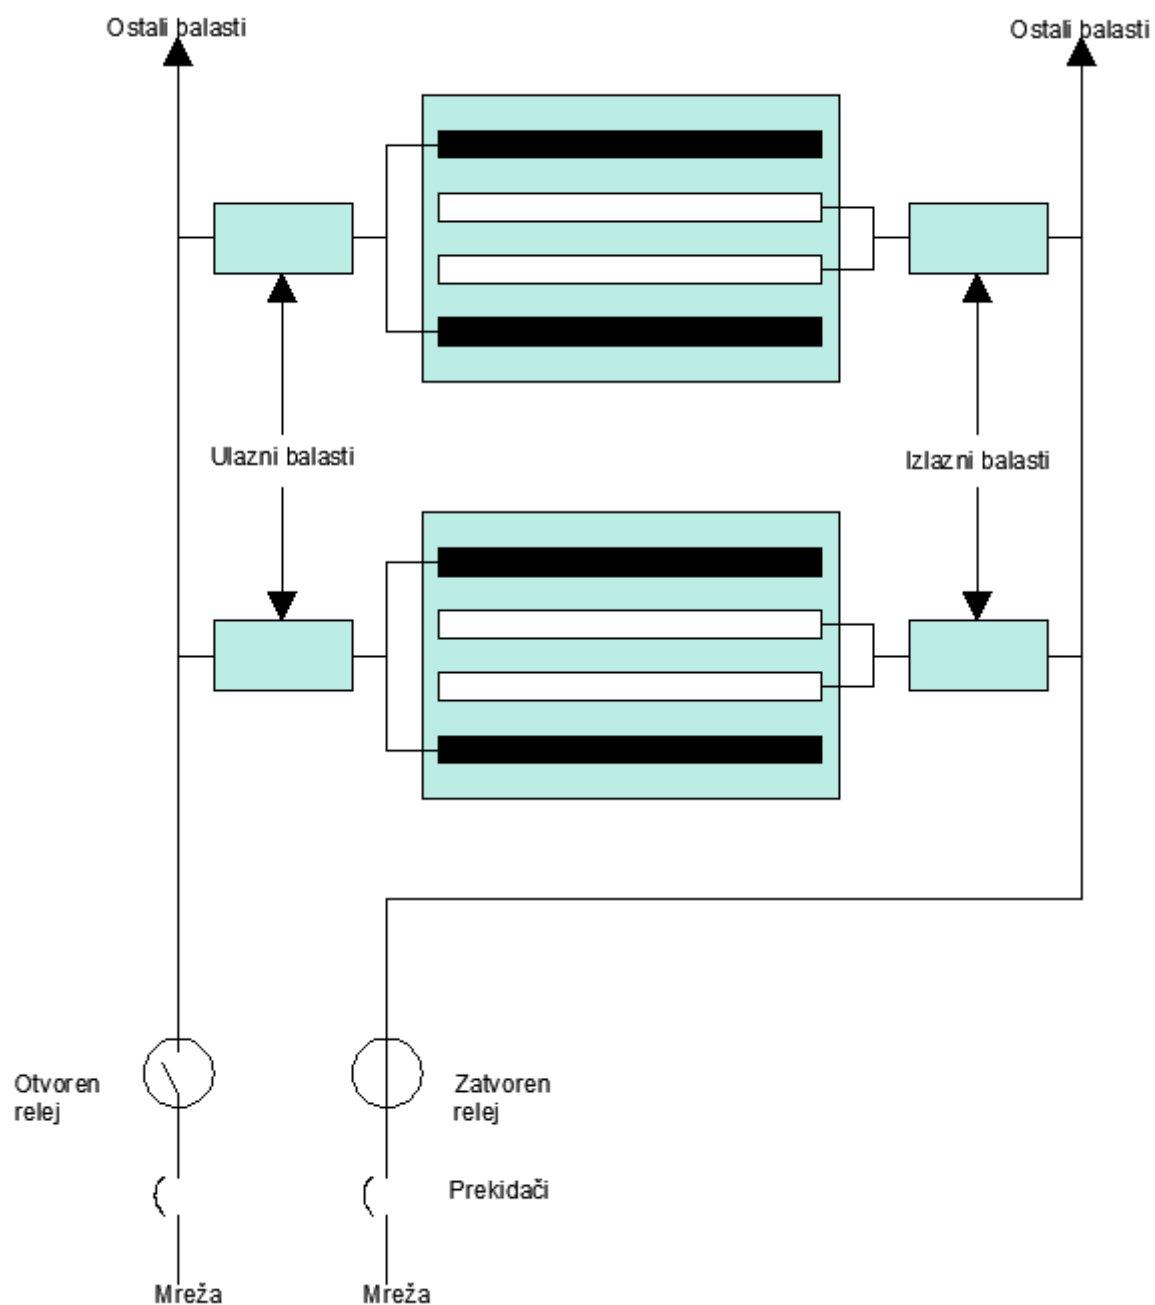 Ostali balasti
Ostali balasti
Ulazni balasti
Izlazni balasti
Otvoren
relej
Zatvoren
relej
Prekidači
Mreža
Mreža